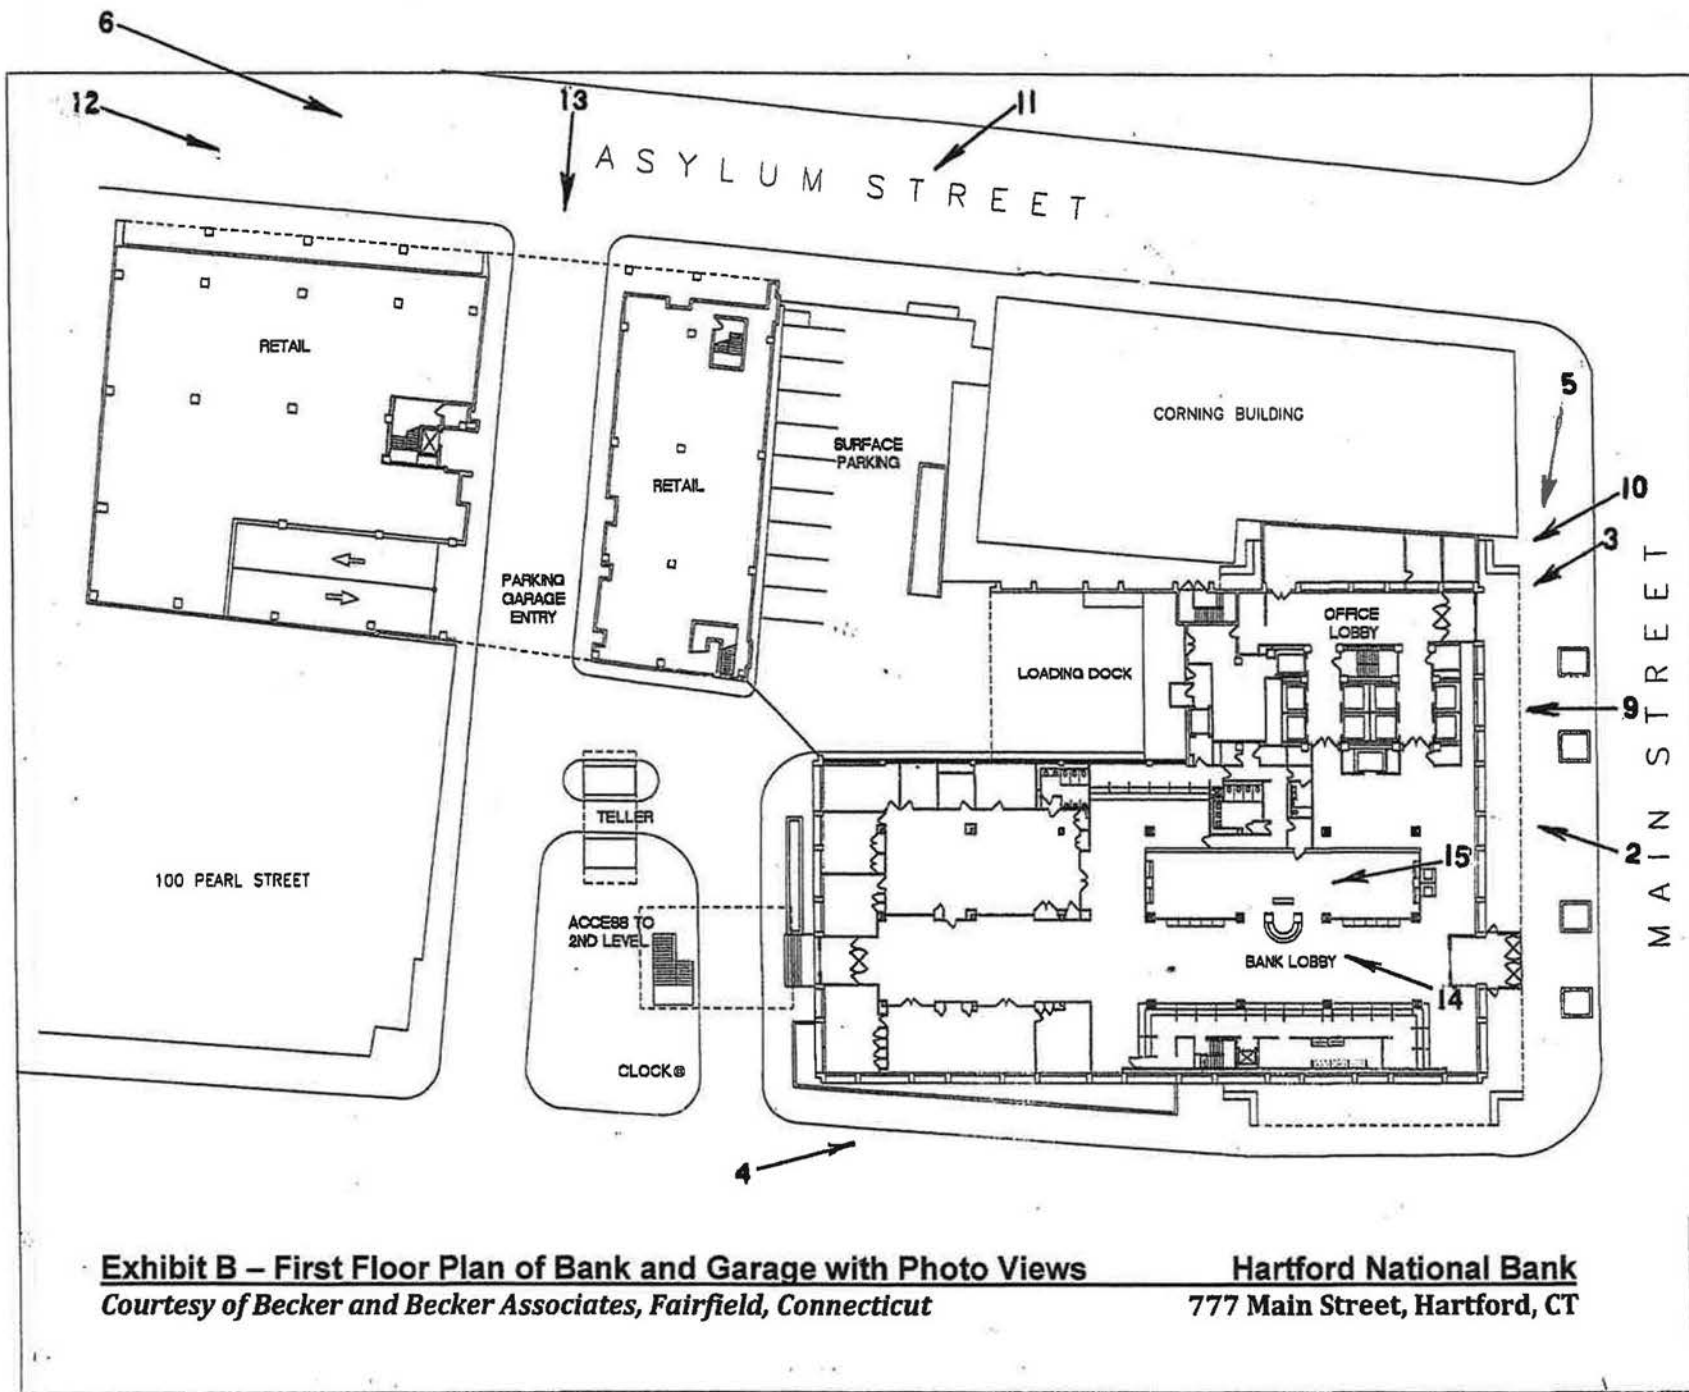 6
12
13
11
ASYLUM STREET
RETAIL
5
CORNING BUILDING
SURFACE
PARKING
RETAIL
10
3
PARKING
GARAGE
ENTRY
OFFICE
LOBBY
LOADING DOCK
9
MAIN STREET
TELLER
2
15
100 PEARL STREET
ACCESS TO
2ND LEVEL
BANK LOBBY
14
CLOCK
4
Exhibit B – First Floor Plan of Bank and Garage with Photo Views
Hartford National Bank
Courtesy of Becker and Becker Associates, Fairfield, Connecticut
777 Main Street, Hartford, CT